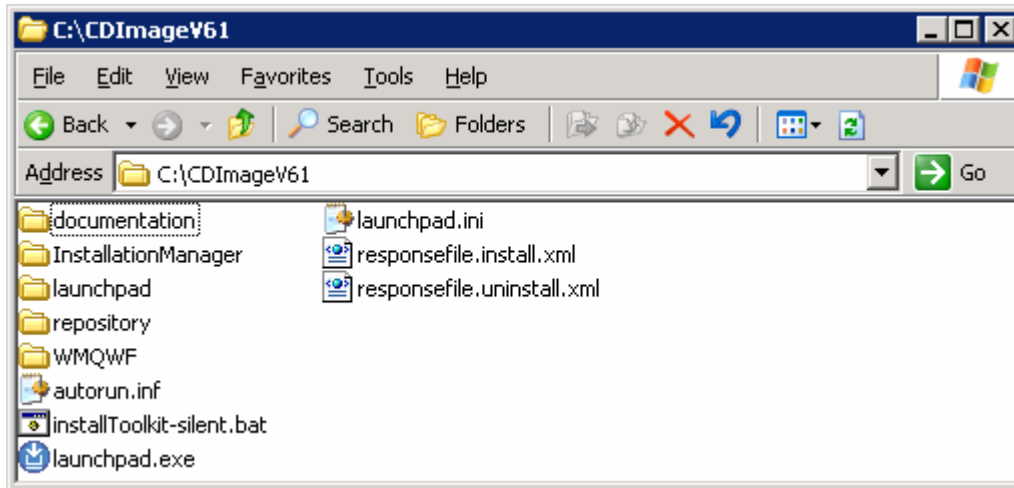 C:\CDImageV61
File Edit View Favorites Tools Help
Back Search Folders
Address C:\CDImageV61 Go
documentation
InstallationManager
launchpad
repository
WMQWF
autorun.inf
installToolkit-silent.bat
launchpad.exe
launchpad.ini
responsefile.install.xml
responsefile.uninstall.xml